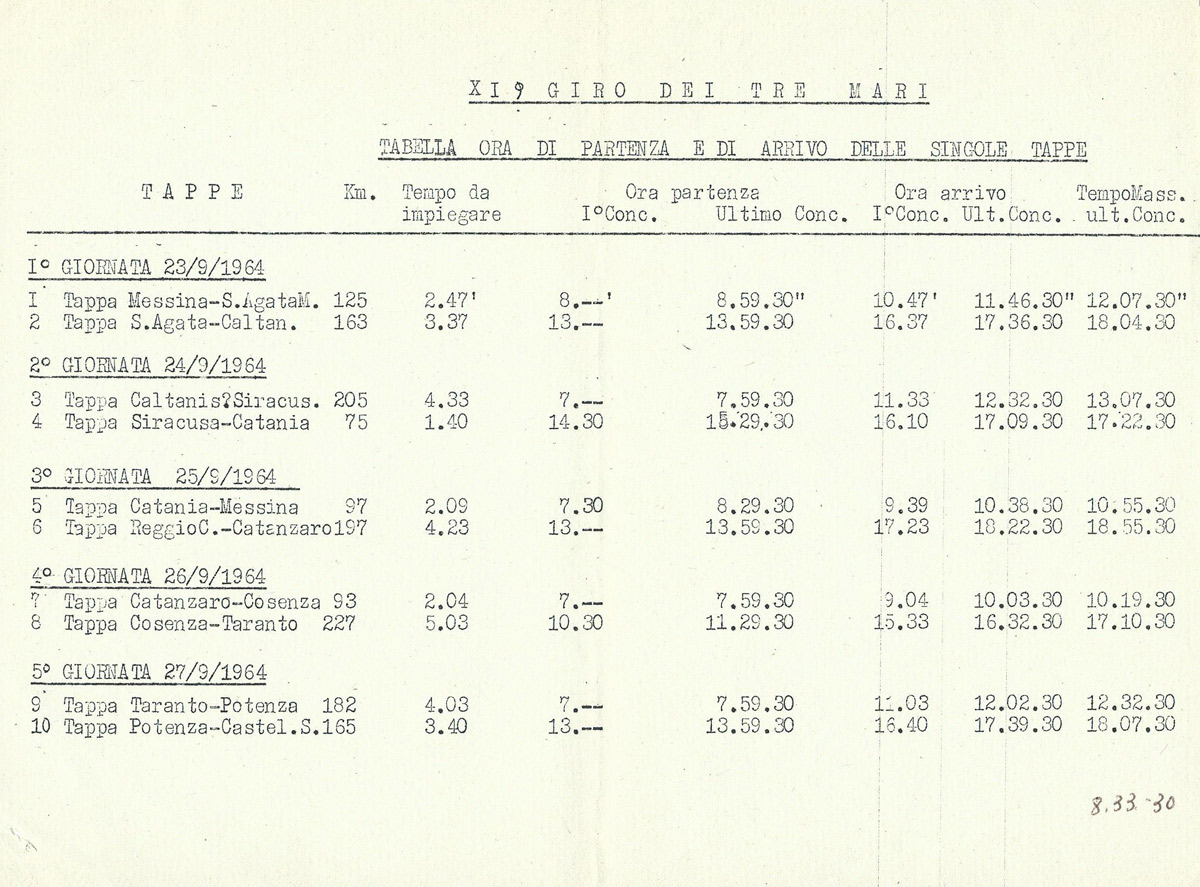 XIº GIRO DEI TRE MARI
TABELLA ORA DI PARTENZA E DI ARRIVO DELLE SINGOLE TAPPE
TAPPE Km. Tempo da Ora partenza Ora arrivo TempoMass.
impiegare Iº Conc. Ultimo Conc. IºConc. Ult.Conc. ult.Conc.
Iº GIORNATA 23/9/1964
I Tappa Messina-S.AgataM. 125 2.47' 8.--' 8.59.30" 10.47' 11.46.30" 12.07.30"
2 Tappa S.Agata-Caltan. 163 3.37 13.-- 13.59.30 16.37 17.36.30 18.04.30
2º GIORNATA 24/9/1964
3 Tappa Caltanis?Siracus. 205 4.33 7.-- 7.59.30 11.33 12.32.30 13.07.30
4 Tappa Siracusa-Catania 75 1.40 14.30 15.29.30 16.10 17.09.30 17.22.30
3º GIORNATA 25/9/1964
5 Tappa Catania-Messina 97 2.09 7.30 8.29.30 9.39 10.38.30 10.55.30
6 Tappa ReggioC.-Catanzaro197 4.23 13.-- 13.59.30 17.23 18.22.30 18.55.30
4º GIORNATA 26/9/1964
7 Tappa Catanzaro-Cosenza 93 2.04 7.-- 7.59.30 9.04 10.03.30 10.19.30
8 Tappa Cosenza-Taranto 227 5.03 10.30 11.29.30 15.33 16.32.30 17.10.30
5º GIORNATA 27/9/1964
9 Tappa Taranto-Potenza 182 4.03 7.-- 7.59.30 11.03 12.02.30 12.32.30
10 Tappa Potenza-Castel.S.165 3.40 13.-- 13.59.30 16.40 17.39.30 18.07.30
8.33-30